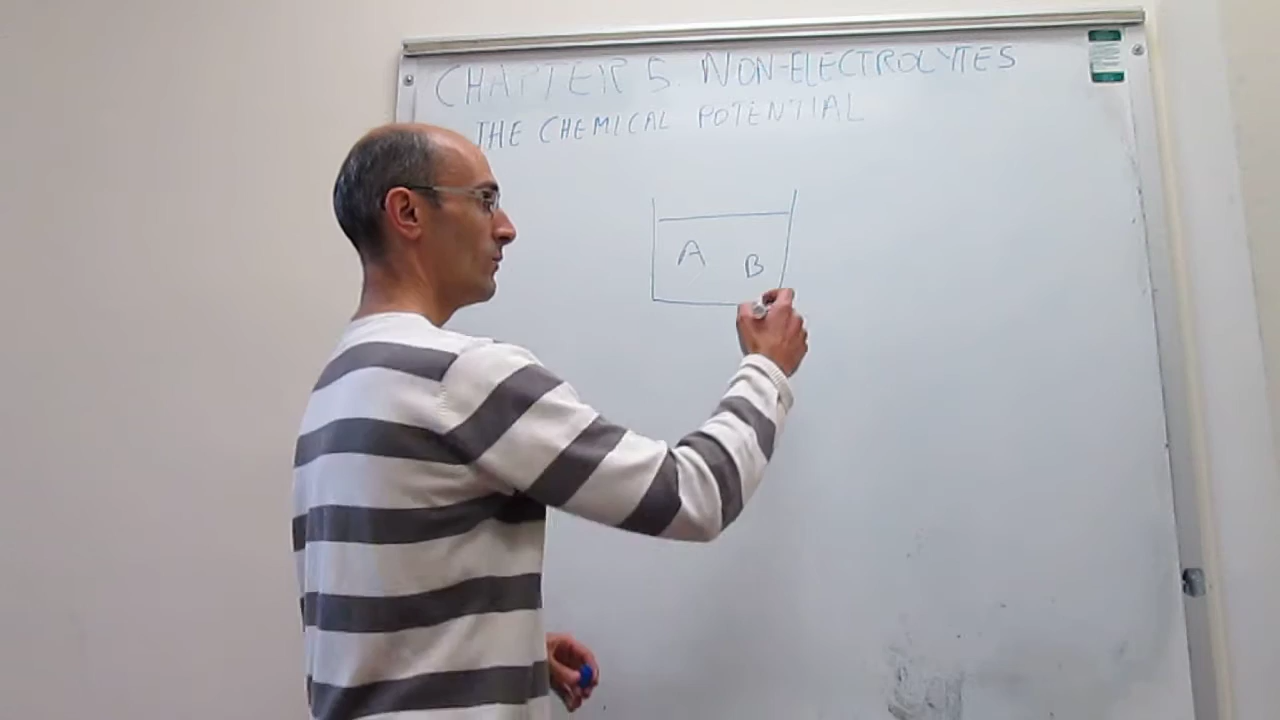 CHAPTER 5 NON-ELECTROLYTES
THE CHEMICAL POTENTIAL
A B